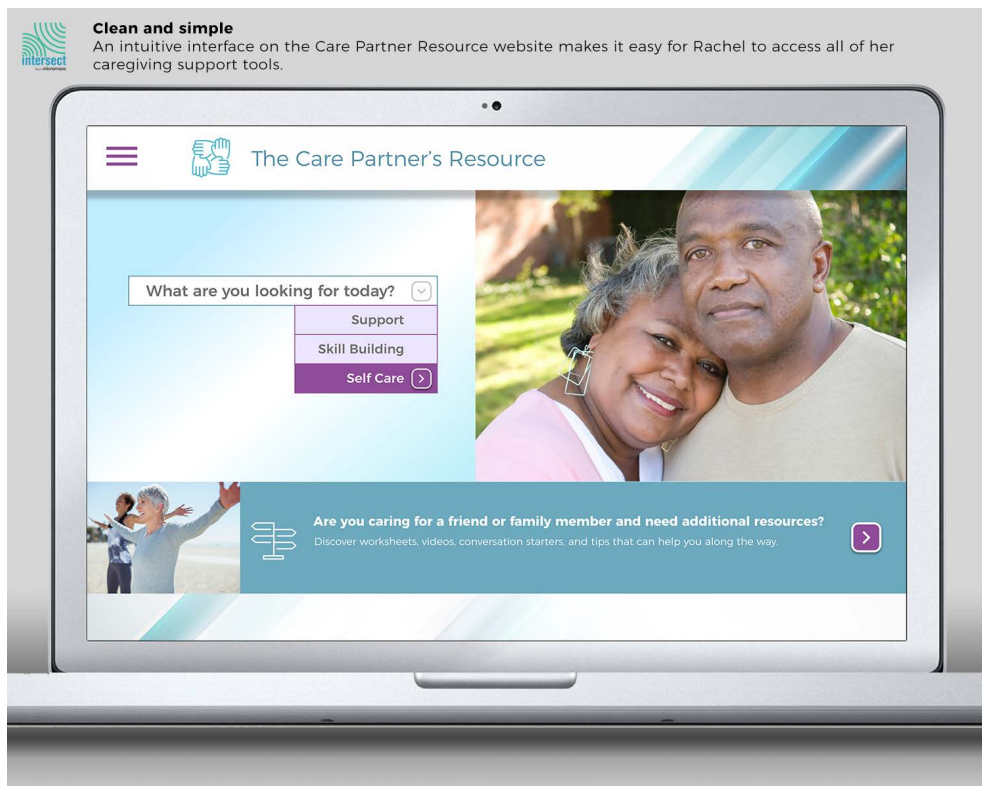 Clean and simple
An intuitive interface on the Care Partner Resource website makes it easy for Rachel to access all of her
caregiving support tools.
intersect
The Care Partner's Resource
What are you looking for today?
Support
Skill Building
Self Care
Are you caring for a friend or family member and need additional resources?
Discover worksheets, videos, conversation starters, and tips that can help you along the way.